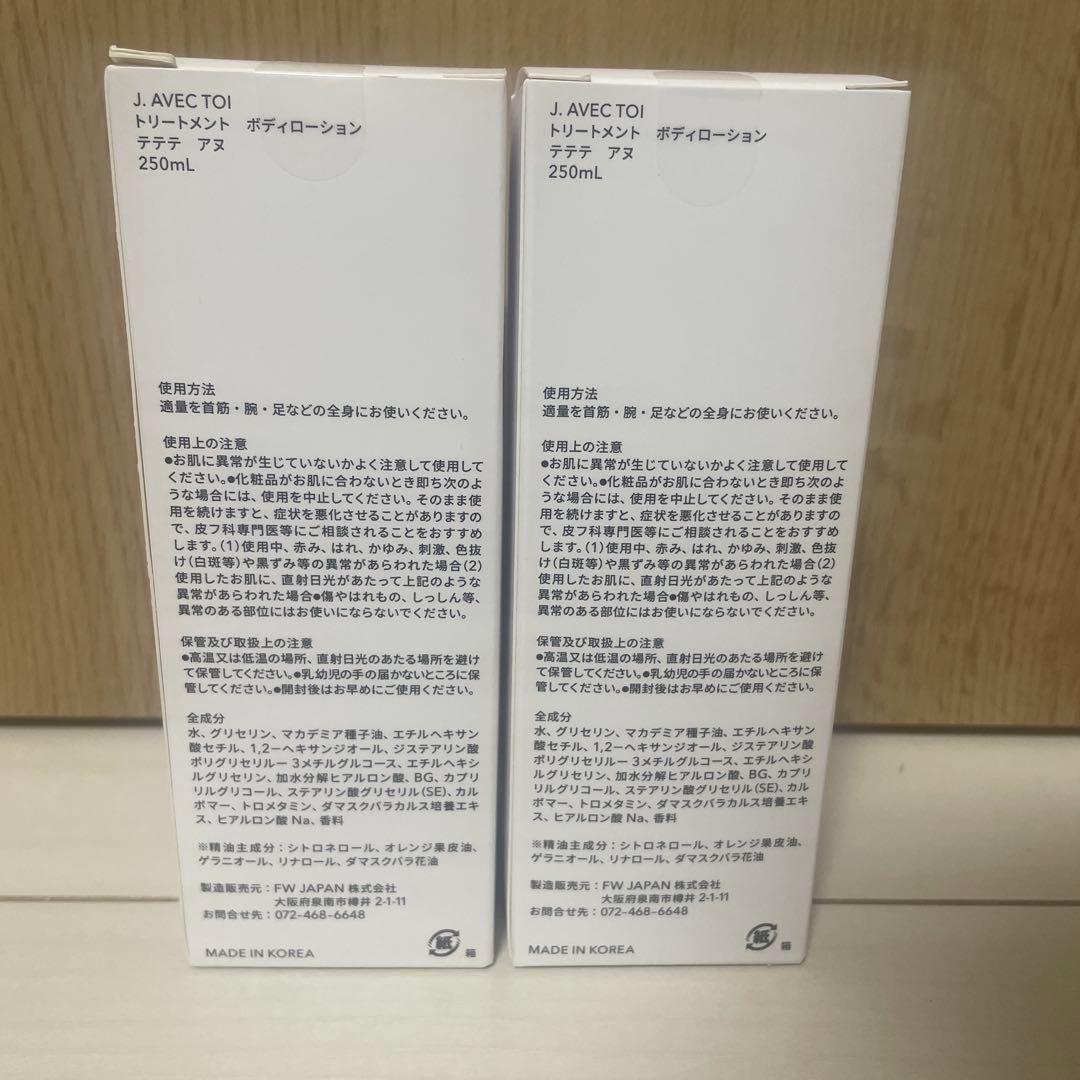 J. AVEC TOI
トリートメント　ボディローション
テテテ　アヌ
250mL
使用方法
適量を首筋・腕・足などの全身にお使いください。
使用上の注意
●お肌に異常が生じていないかよく注意して使用して
ください。●化粧品がお肌に合わないとき即ち次のよ
うな場合には、使用を中止してください。そのまま使
用を続けますと、症状を悪化させることがありますの
で、皮フ科専門医等にご相談されることをおすすめ
します。(1)使用中、赤み、はれ、かゆみ、刺激、色抜
け(白斑等)や黒ずみ等の異常があらわれた場合(2)
使用したお肌に、直射日光があたって上記のような
異常があらわれた場合●傷やはれもの、しっしん等、
異常のある部位にはお使いにならないでください。
保管及び取扱上の注意
●高温又は低温の場所、直射日光のあたる場所を避け
て保管してください。●乳幼児の手の届かないところに保
管してください。●開封後はお早めにご使用ください。
全成分
水、グリセリン、マカデミア種子油、エチルヘキサン
酸セチル、1,2－ヘキサンジオール、ジステアリン酸
ポリグリセリルー 3メチルグルコース、エチルヘキシ
ルグリセリン、加水分解ヒアルロン酸、BG、カプリ
リルグリコール、ステアリン酸グリセリル(SE)、カル
ボマー、トロメタミン、ダマスクバラカルス培養エキ
ス、ヒアルロン酸 Na、香料
※精油主成分：シトロネロール、オレンジ果皮油、
ゲラニオール、リナロール、ダマスクバラ花油
製造販売元：FW JAPAN 株式会社
大阪府泉南市樽井 2-1-11
お問合せ先：072-468-6648
MADE IN KOREA
紙
箱
J. AVEC TOI
トリートメント　ボディローション
テテテ　アヌ
250mL
使用方法
適量を首筋・腕・足などの全身にお使いください。
使用上の注意
●お肌に異常が生じていないかよく注意して使用して
ください。●化粧品がお肌に合わないとき即ち次のよ
うな場合には、使用を中止してください。そのまま使
用を続けますと、症状を悪化させることがありますの
で、皮フ科専門医等にご相談されることをおすすめ
します。(1)使用中、赤み、はれ、かゆみ、刺激、色抜
け(白斑等)や黒ずみ等の異常があらわれた場合(2)
使用したお肌に、直射日光があたって上記のような
異常があらわれた場合●傷やはれもの、しっしん等、
異常のある部位にはお使いにならないでください。
保管及び取扱上の注意
●高温又は低温の場所、直射日光のあたる場所を避け
て保管してください。●乳幼児の手の届かないところに保
管してください。●開封後はお早めにご使用ください。
全成分
水、グリセリン、マカデミア種子油、エチルヘキサン
酸セチル、1,2－ヘキサンジオール、ジステアリン酸
ポリグリセリルー 3メチルグルコース、エチルヘキシ
ルグリセリン、加水分解ヒアルロン酸、BG、カプリ
リルグリコール、ステアリン酸グリセリル(SE)、カル
ボマー、トロメタミン、ダマスクバラカルス培養エキ
ス、ヒアルロン酸 Na、香料
※精油主成分：シトロネロール、オレンジ果皮油、
ゲラニオール、リナロール、ダマスクバラ花油
製造販売元：FW JAPAN 株式会社
大阪府泉南市樽井 2-1-11
お問合せ先：072-468-6648
MADE IN KOREA
紙
箱